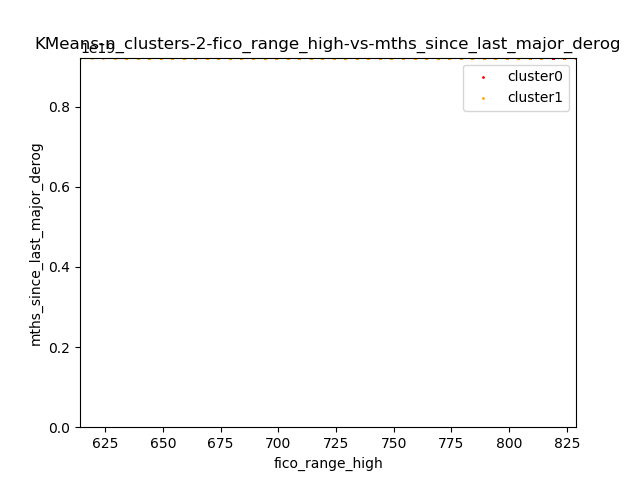 KMeans-n_clusters-2-fico_range_high-vs-mths_since_last_major_derog
1e19
cluster0
cluster1
0.8
0.6
0.4
0.2
0.0
mths_since_last_major_derog
625 650 675 700 725 750 775 800 825
fico_range_high